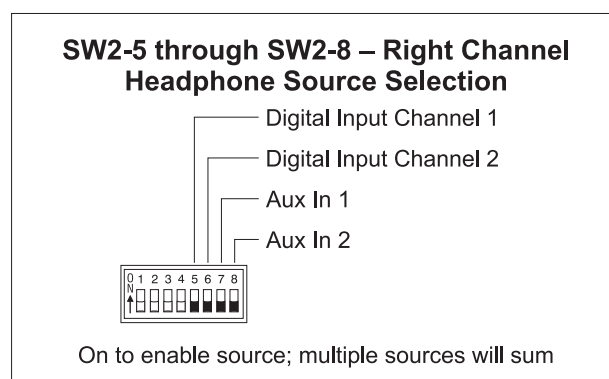 SW2-5 through SW2-8 – Right Channel
Headphone Source Selection
Digital Input Channel 1
Digital Input Channel 2
Aux In 1
Aux In 2
O
N
1 2 3 4 5 6 7 8
On to enable source; multiple sources will sum